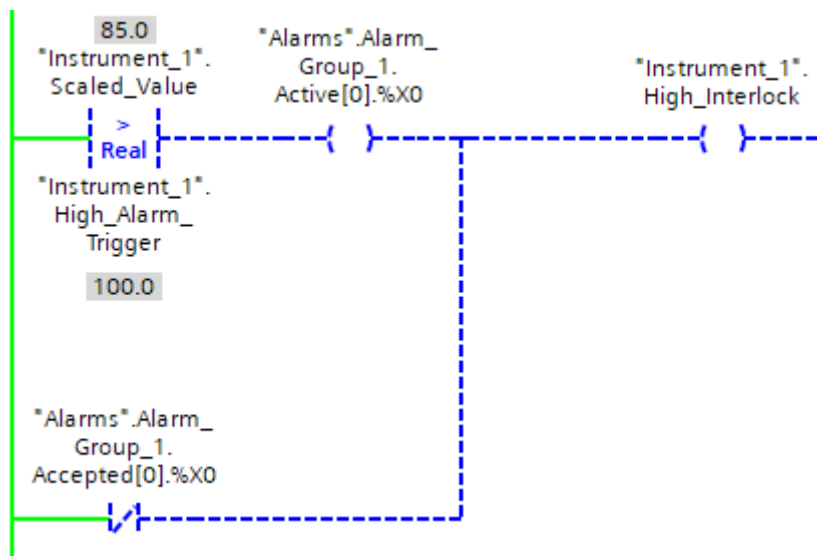 85.0
"Instrument_1".
Scaled_Value
>
Real
"Instrument_1".
High_Alarm_
Trigger
100.0
"Alarms".Alarm_
Group_1.
Active[0].%X0
"Instrument_1".
High_Interlock
"Alarms".Alarm_
Group_1.
Accepted[0].%X0